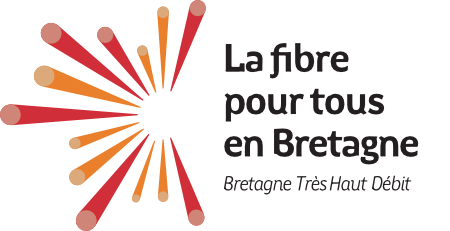 La fibre
pour tous
en Bretagne
Bretagne Très Haut Débit